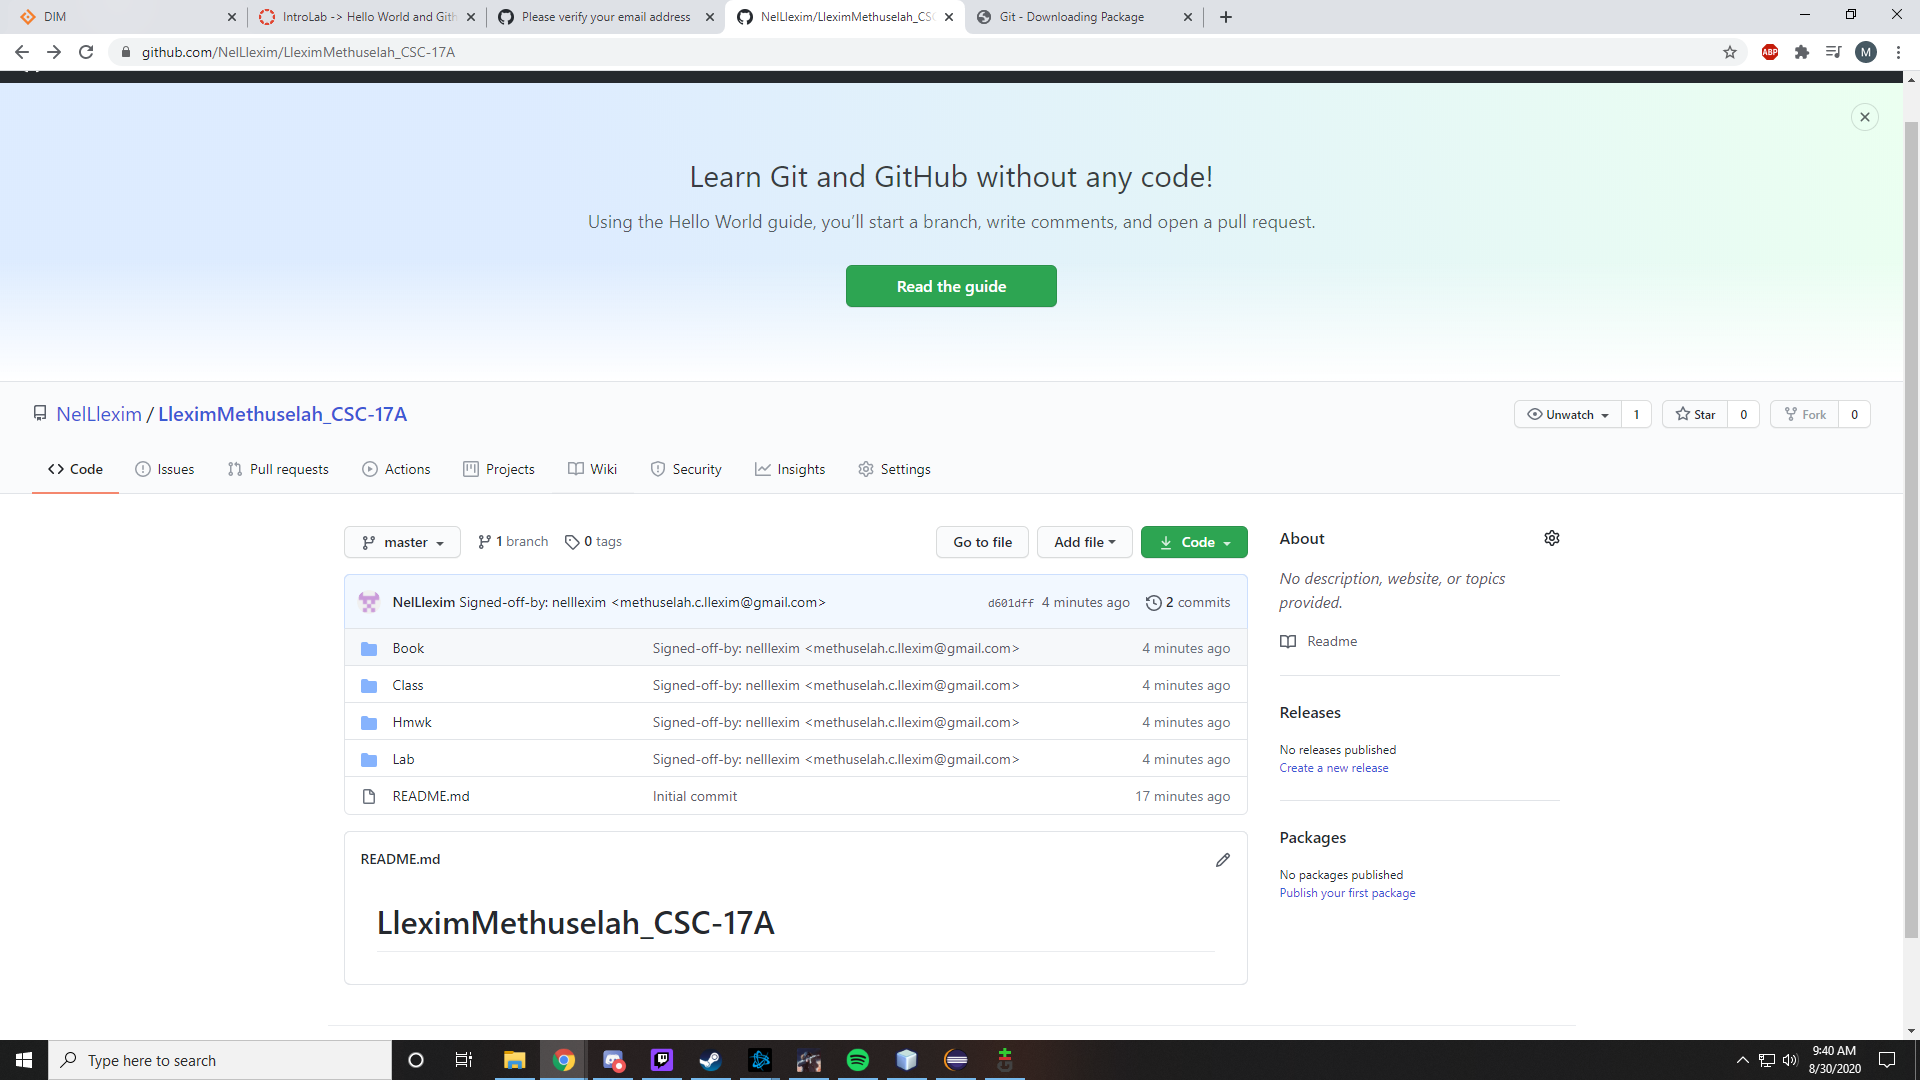 DIM
IntroLab -> Hello World and Gith
Please verify your email address
NelLlexim/LleximMethuselah_CSC
Git - Downloading Package
github.com/NelLlexim/LleximMethuselah_CSC-17A
ABP
M
Learn Git and GitHub without any code!
Using the Hello World guide, you’ll start a branch, write comments, and open a pull request.
Read the guide
NelLlexim / LleximMethuselah_CSC-17A
Unwatch 1
Star 0
Fork 0
Code
Issues
Pull requests
Actions
Projects
Wiki
Security
Insights
Settings
master
1 branch
0 tags
Go to file
Add file
Code
NelLlexim Signed-off-by: nelllexim <methuselah.c.llexim@gmail.com> d601dff 4 minutes ago 2 commits
Book Signed-off-by: nelllexim <methuselah.c.llexim@gmail.com> 4 minutes ago
Class Signed-off-by: nelllexim <methuselah.c.llexim@gmail.com> 4 minutes ago
Hmwk Signed-off-by: nelllexim <methuselah.c.llexim@gmail.com> 4 minutes ago
Lab Signed-off-by: nelllexim <methuselah.c.llexim@gmail.com> 4 minutes ago
README.md Initial commit 17 minutes ago
README.md
LleximMethuselah_CSC-17A
About
No description, website, or topics
provided.
Readme
Releases
No releases published
Create a new release
Packages
No packages published
Publish your first package
Type here to search
9:40 AM
8/30/2020